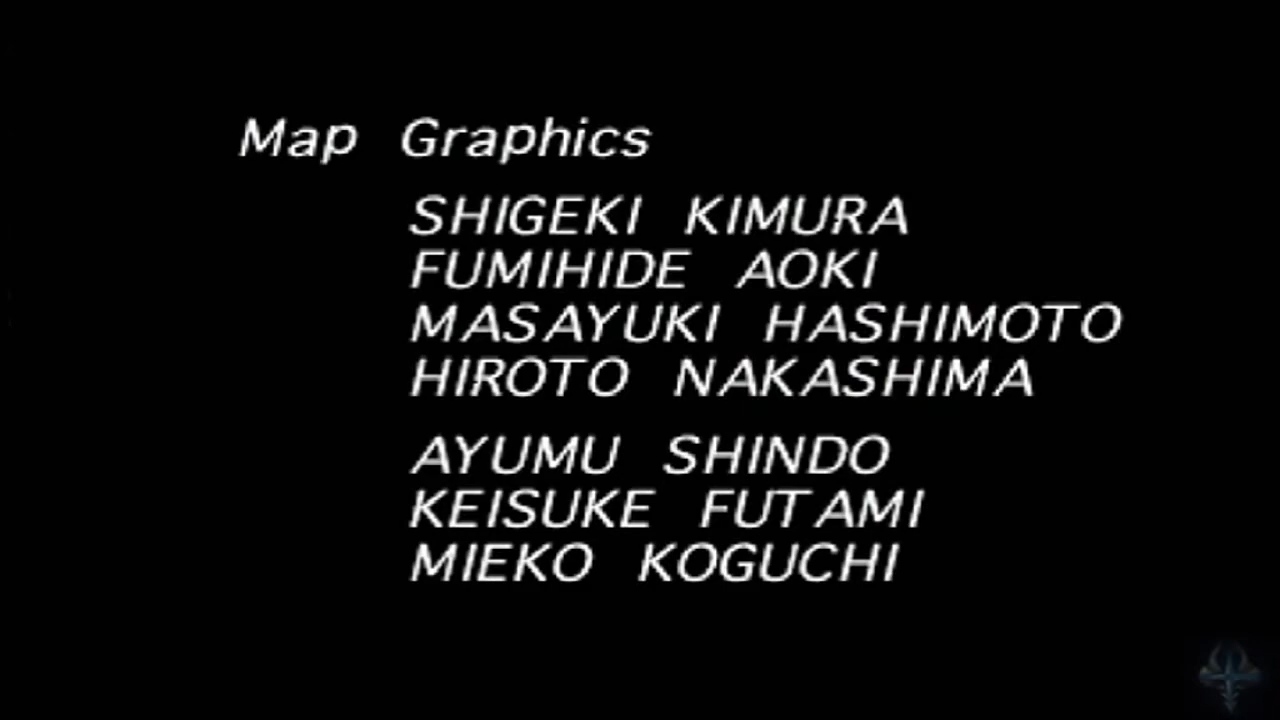 Map Graphics
SHIGEKI KIMURA
FUMIHIDE AOKI
MASAYUKI HASHIMOTO
HIROTO NAKASHIMA
AYUMU SHINDO
KEISUKE FUTAMI
MIEKO KOGUCHI